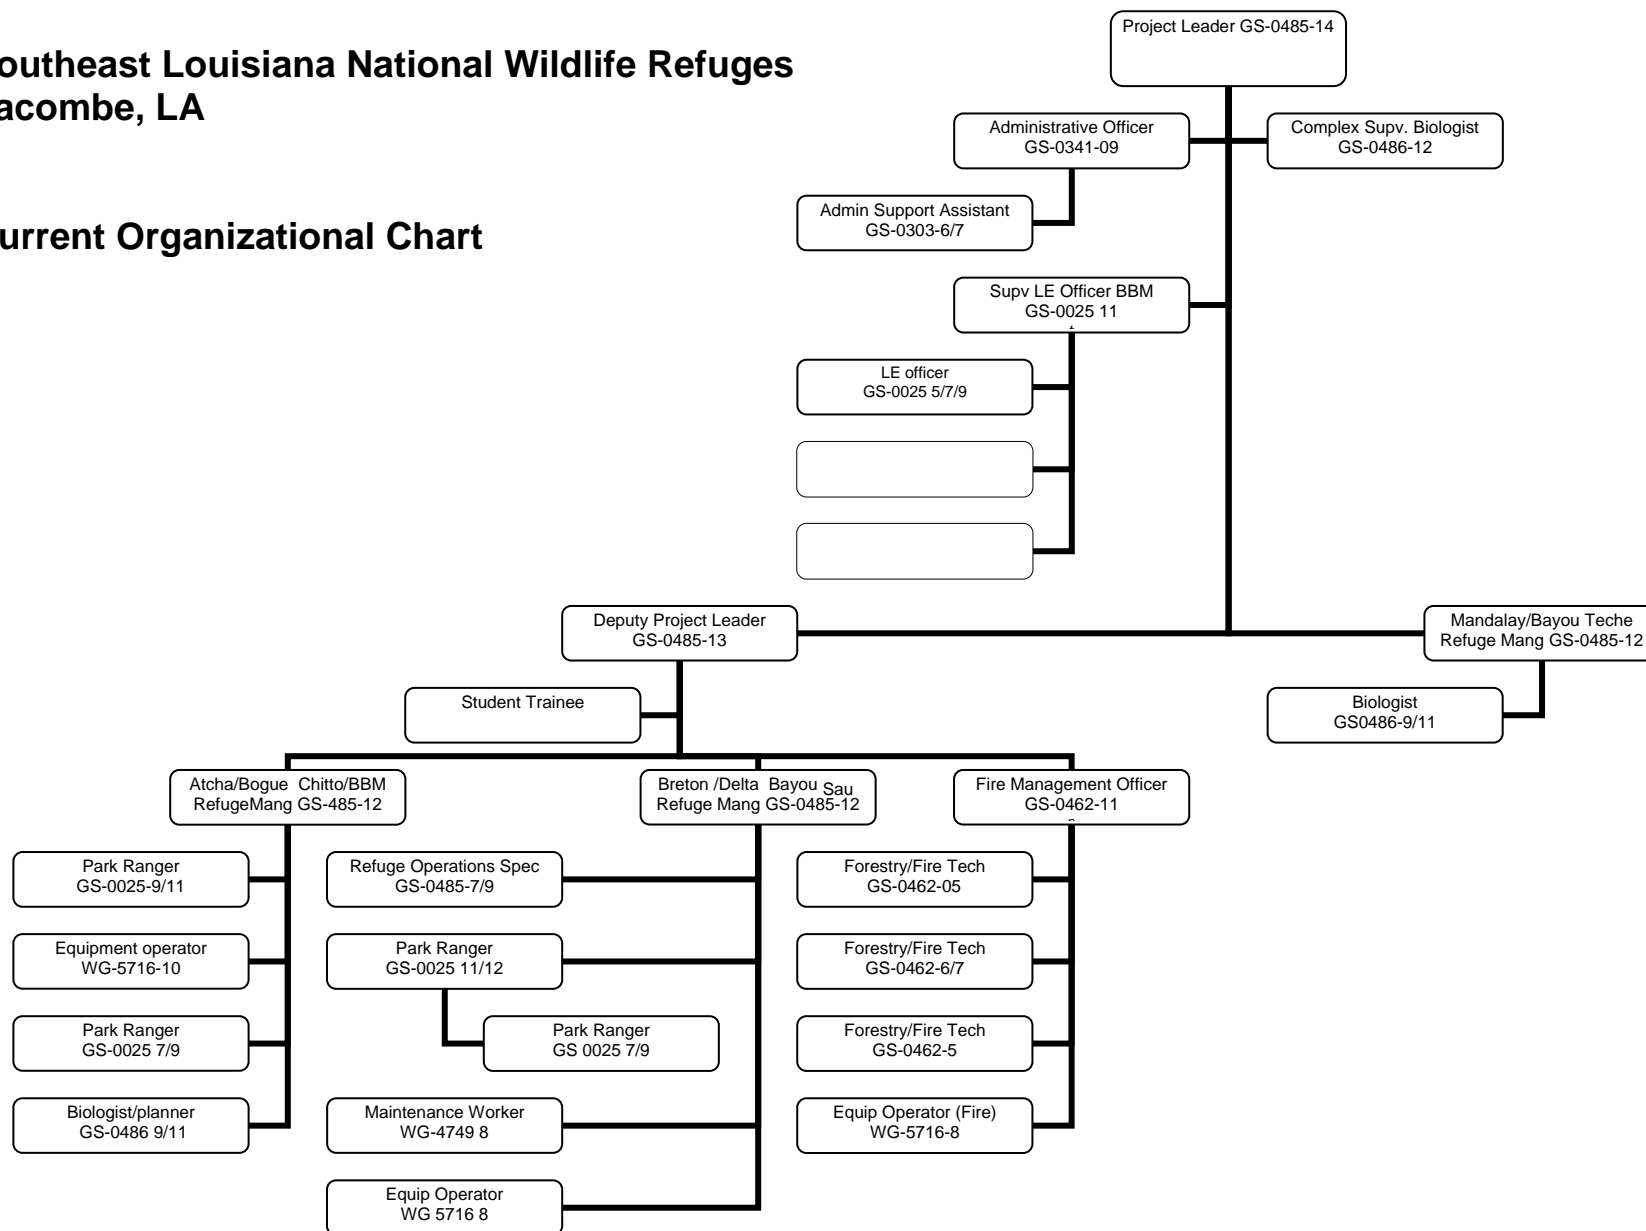 Project Leader GS-0485-14
outheast Louisiana National Wildlife Refuges
acombe, LA
Administrative Officer
GS-0341-09
Complex Supv. Biologist
GS-0486-12
Admin Support Assistant
GS-0303-6/7
urrent Organizational Chart
Supv LE Officer BBM
GS-0025 11
LE officer
GS-0025 5/7/9
Deputy Project Leader
GS-0485-13
Mandalay/Bayou Teche
Refuge Mang GS-0485-12
Student Trainee
Biologist
GS0486-9/11
Atcha/Bogue Chitto/BBM
RefugeMang GS-485-12
Breton /Delta Bayou Sau
Refuge Mang GS-0485-12
Fire Management Officer
GS-0462-11
Park Ranger
GS-0025-9/11
Refuge Operations Spec
GS-0485-7/9
Forestry/Fire Tech
GS-0462-05
Equipment operator
WG-5716-10
Park Ranger
GS-0025 11/12
Forestry/Fire Tech
GS-0462-6/7
Park Ranger
GS-0025 7/9
Park Ranger
GS 0025 7/9
Forestry/Fire Tech
GS-0462-5
Biologist/planner
GS-0486 9/11
Maintenance Worker
WG-4749 8
Equip Operator (Fire)
WG-5716-8
Equip Operator
WG 5716 8